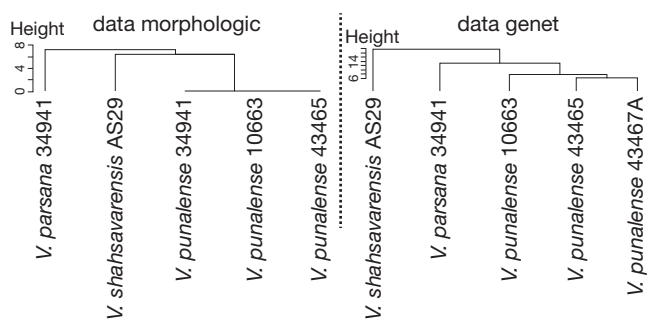 data morphologic
Height
8
4
0
V. parsana 34941
V. shahsavarensis AS29
V. punalense 34941
V. punalense 10663
V. punalense 43465
data genet
Height
14
6
V. shahsavarensis AS29
V. parsana 34941
V. punalense 10663
V. punalense 43465
V. punalense 43467A